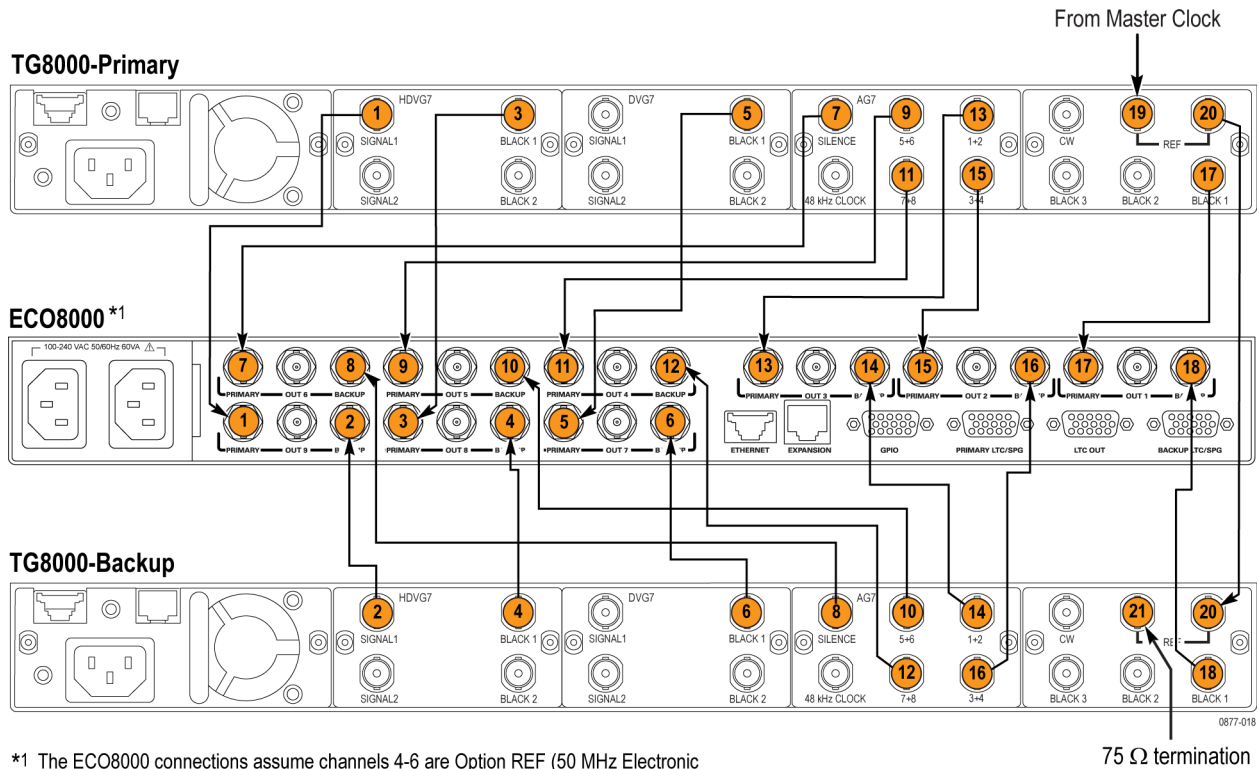 From Master Clock
TG8000-Primary
HDVG7
DVG7
AG7
1
3
5
7
9
13
19
20
SIGNAL1
BLACK 1
SIGNAL1
BLACK 1
SILENCE
5+6
1+2
CW
REF
11
15
17
SIGNAL2
BLACK 2
SIGNAL2
BLACK 2
48 kHz CLOCK
7+8
3+4
BLACK 3
BLACK 2
BLACK 1
ECO8000 *1
100-240 VAC 50/60Hz 60VA
7
8
9
10
11
12
13
14
15
16
17
18
PRIMARY OUT 6 BACKUP
PRIMARY OUT 5 BACKUP
PRIMARY OUT 4 BACKUP
PRIMARY OUT 3
PRIMARY OUT 2
PRIMARY OUT 1
1
2
3
4
5
6
PRIMARY OUT 9
PRIMARY OUT 8
PRIMARY OUT 7
ETHERNET
EXPANSION
GPIO
PRIMARY LTC/SPG
LTC OUT
BACKUP LTC/SPG
TG8000-Backup
HDVG7
DVG7
AG7
2
4
6
8
10
14
21
20
SIGNAL1
BLACK 1
SIGNAL1
BLACK 1
SILENCE
5+6
1+2
CW
12
16
18
SIGNAL2
BLACK 2
SIGNAL2
BLACK 2
48 kHz CLOCK
7+8
3+4
BLACK 3
BLACK 2
BLACK 1
0877-018
75 Ω termination
*1 The ECO8000 connections assume channels 4-6 are Option REF (50 MHz Electronic